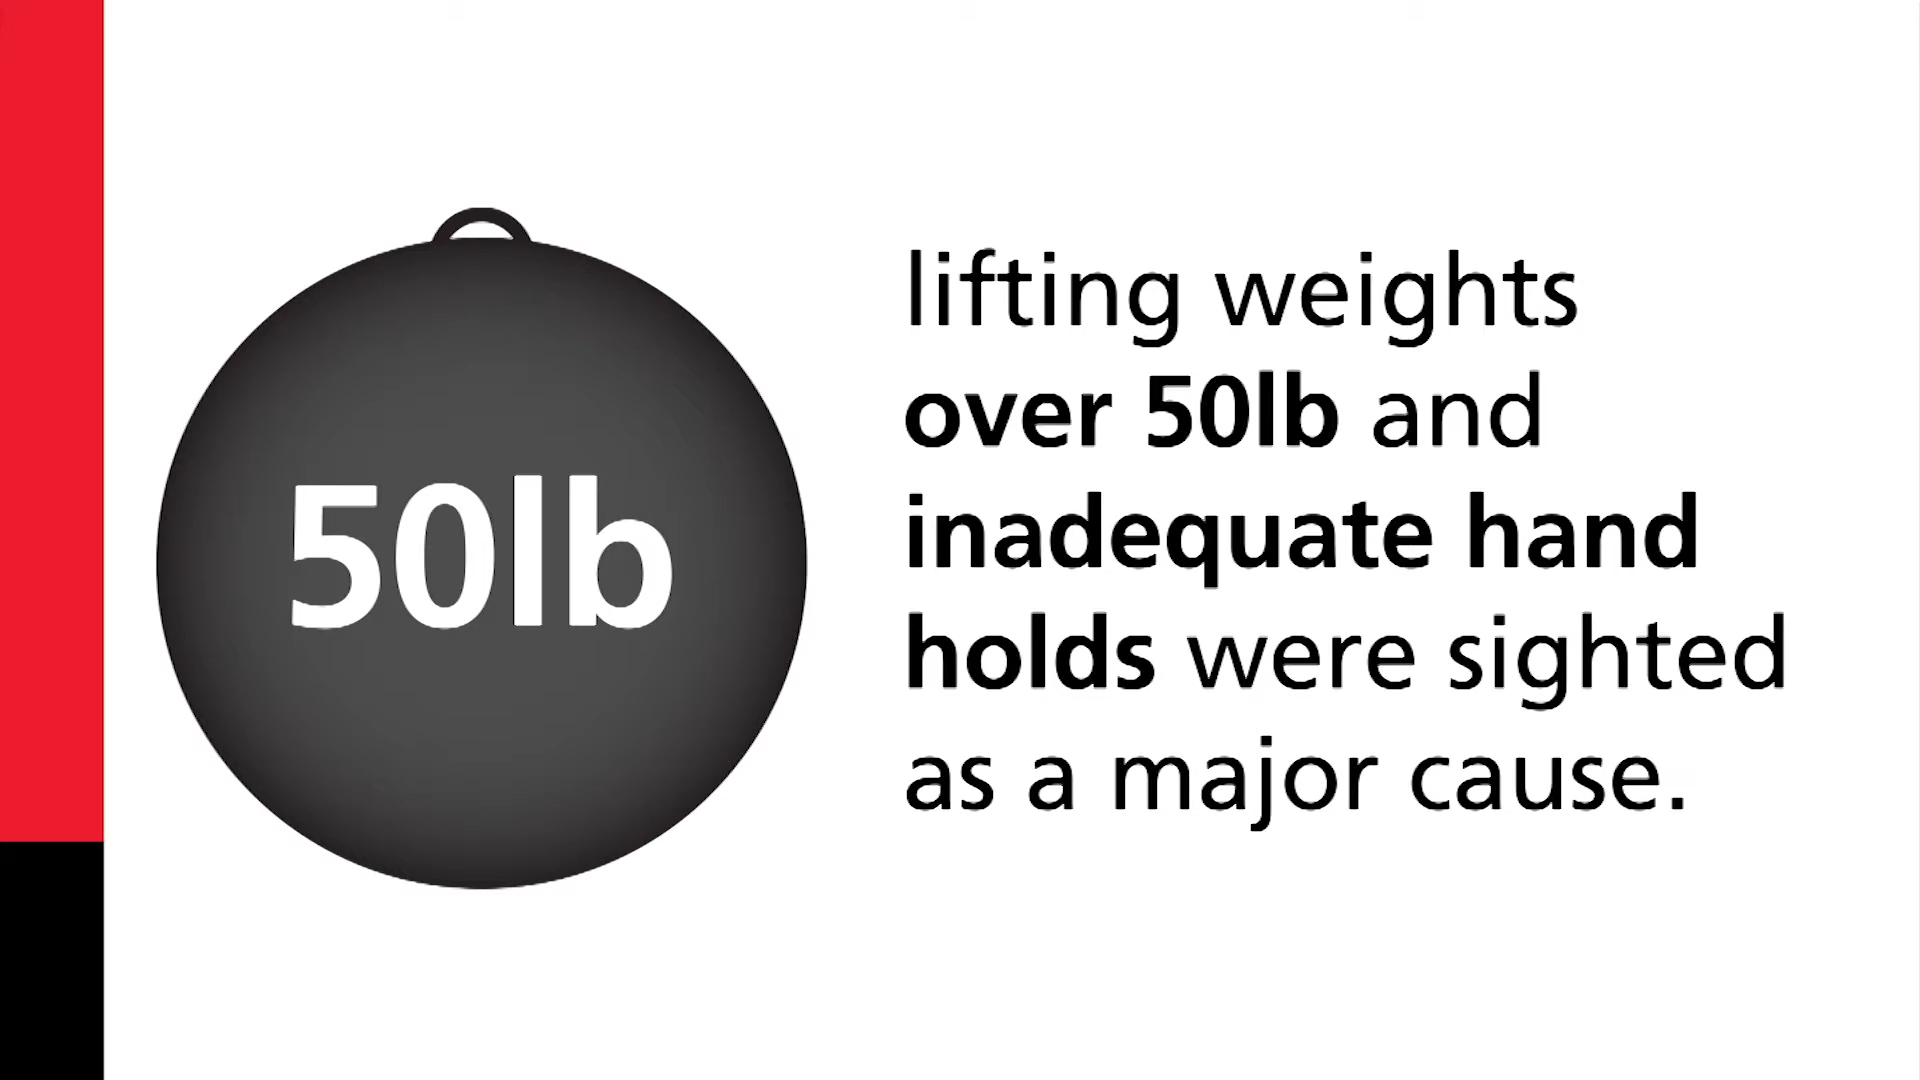 50lb
lifting weights
over 50lb and
inadequate hand
holds were sighted
as a major cause.